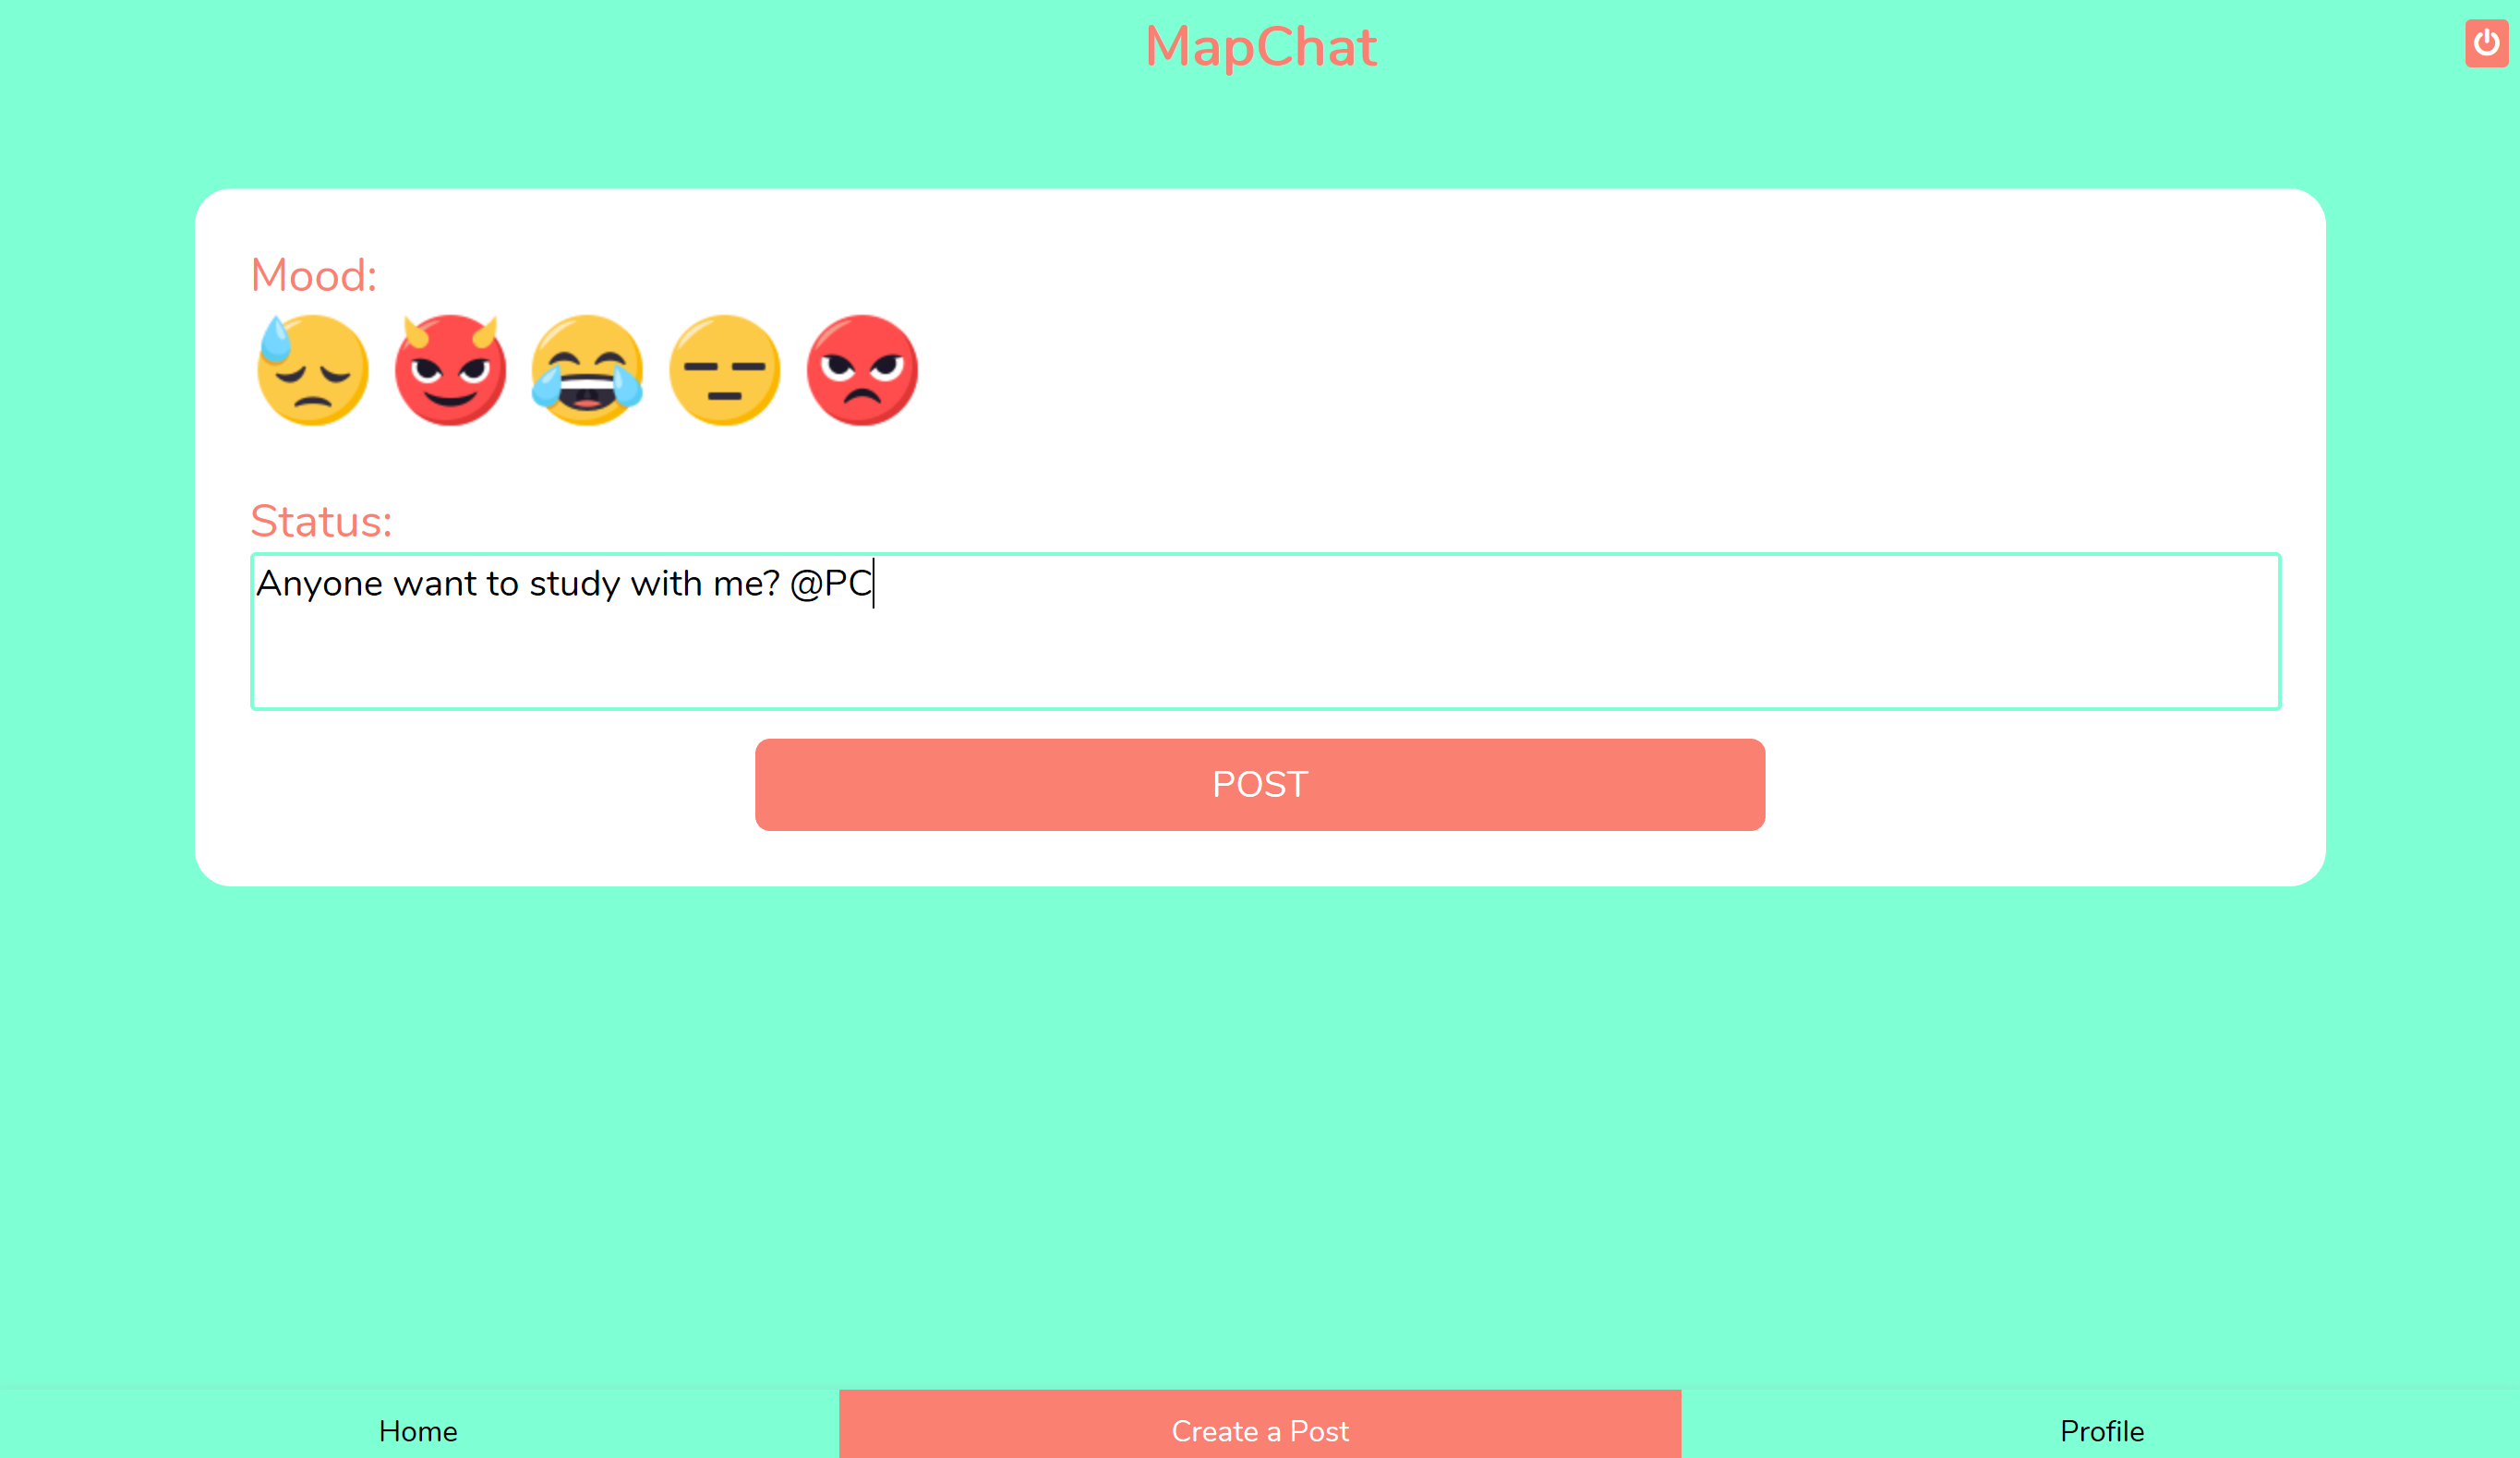 MapChat
Mood:
Status:
Anyone want to study with me? @PC
POST
Home
Create a Post
Profile